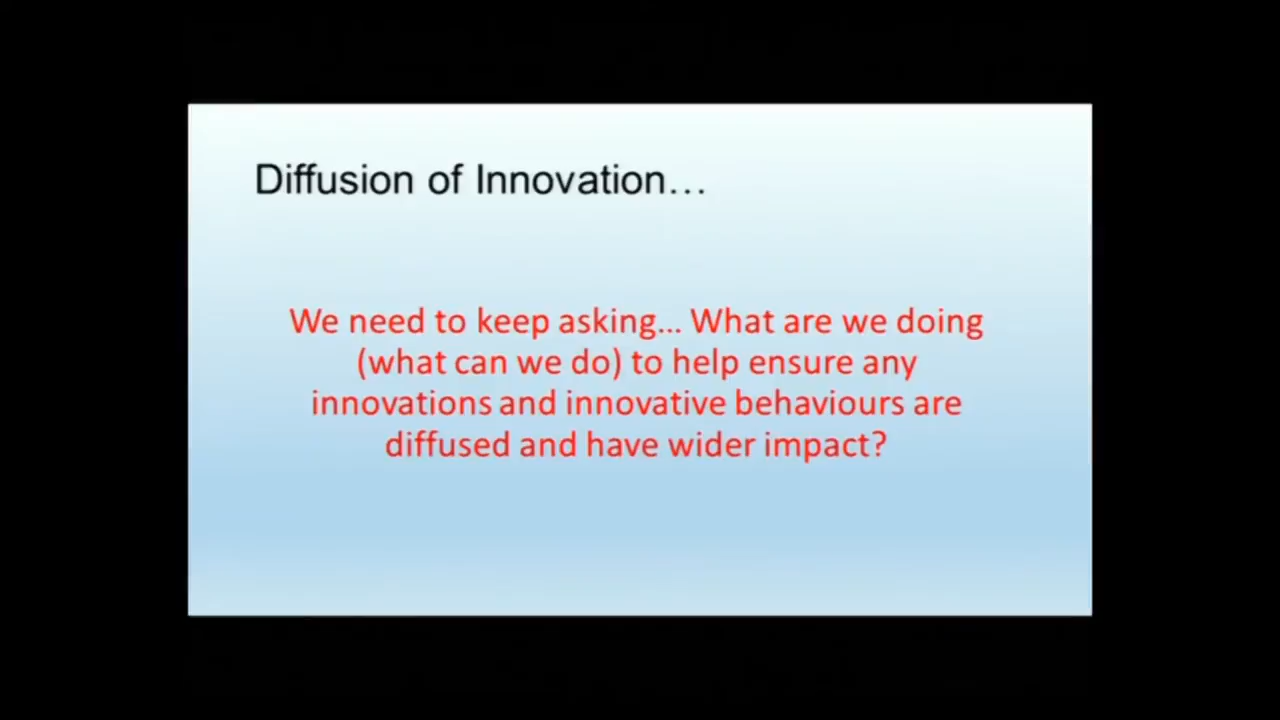 Diffusion of Innovation…
We need to keep asking… What are we doing
(what can we do) to help ensure any
innovations and innovative behaviours are
diffused and have wider impact?